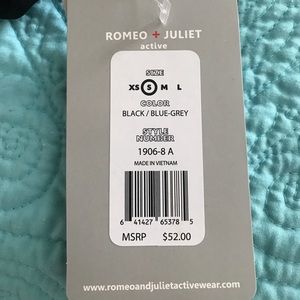 ROMEO + JULIET
active
SIZE
XS S M L
COLOR
BLACK / BLUE-GREY
STYLE
NUMBER
1906-8 A
MADE IN VIETNAM
6 41427 65378 5
MSRP $52.00
www.romeoandjulietactivewear.com